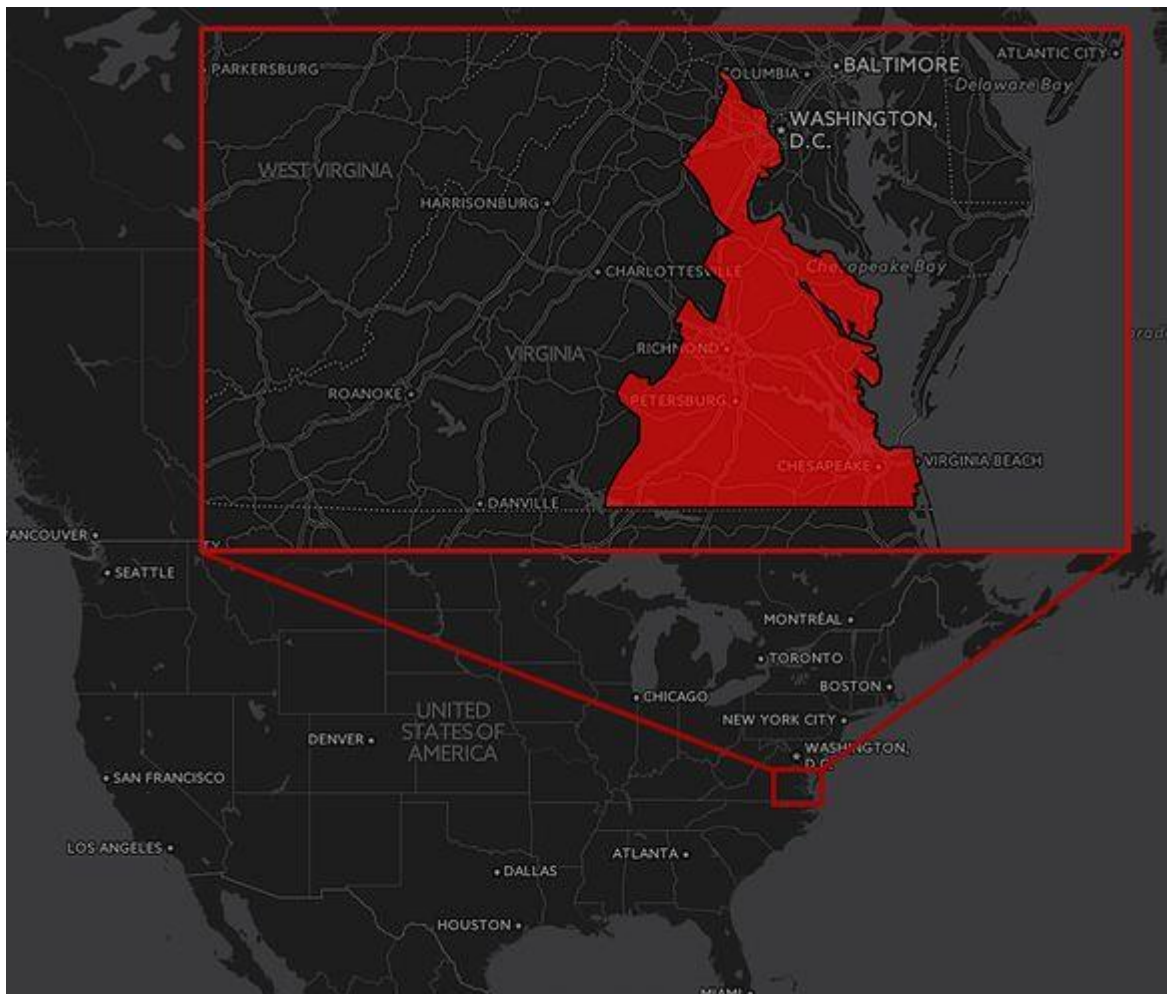 ATLANTIC CITY
PARKERSBURG
OLUMBIA
BALTIMORE
Delaware Bay
WASHINGTON,
D.C.
WEST VIRGINIA
HARRISONBURG
CHARLOTTESVILLE
Chesapeake Bay
RICHMOND
VIRGINIA
ROANOKE
PETERSBURG
CHESAPEAKE
VIRGINIA BEACH
DANVILLE
ANCOUVER
SEATTLE
MONTRÉAL
TORONTO
BOSTON
CHICAGO
NEW YORK CITY
UNITED
STATES OF
AMERICA
DENVER
WASHINGTON,
D.C.
SAN FRANCISCO
LOS ANGELES
ATLANTA
DALLAS
HOUSTON
MIAMI